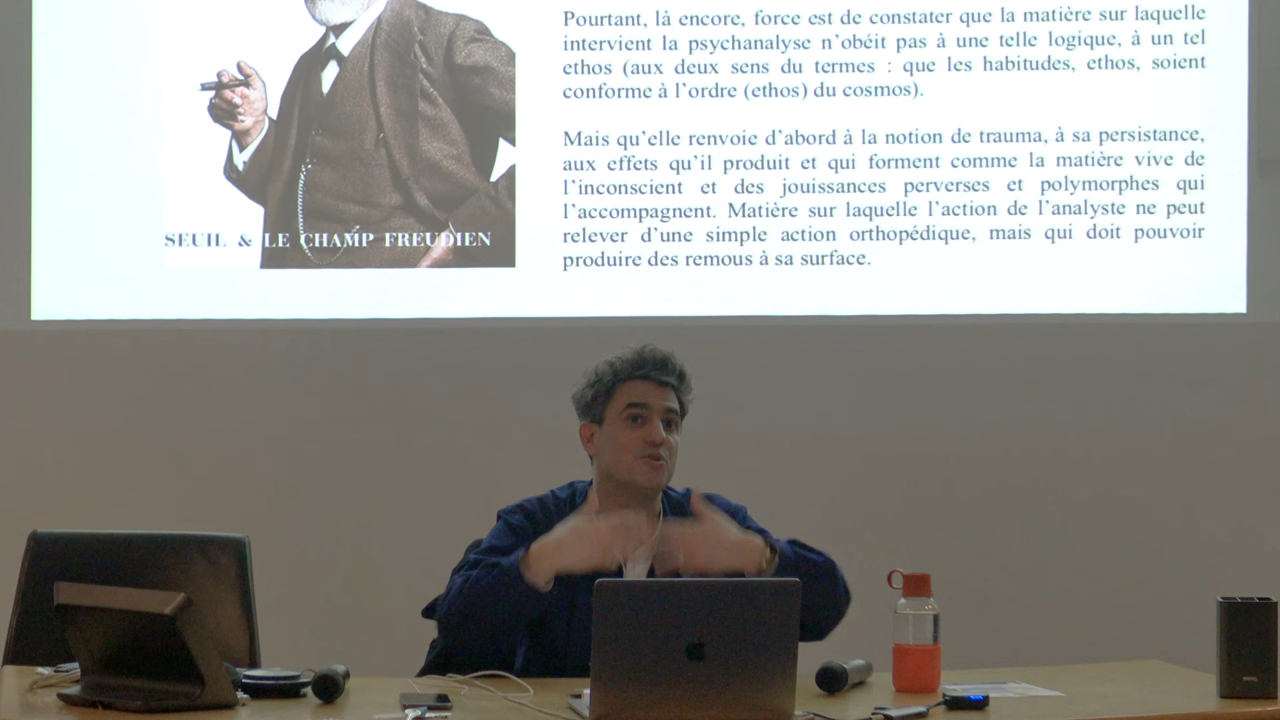 Pourtant, là encore, force est de constater que la matière sur laquelle
intervient la psychanalyse n'obéit pas à une telle logique, à un tel
ethos (aux deux sens du termes : que les habitudes, ethos, soient
conforme à l'ordre (ethos) du cosmos).
Mais qu'elle renvoie d'abord à la notion de trauma, à sa persistance,
aux effets qu'il produit et qui forment comme la matière vive de
l'inconscient et des jouissances perverses et polymorphes qui
l'accompagnent. Matière sur laquelle l'action de l'analyste ne peut
relever d'une simple action orthopédique, mais qui doit pouvoir
produire des remous à sa surface.
SEUIL & LE CHAMP FREUDIEN